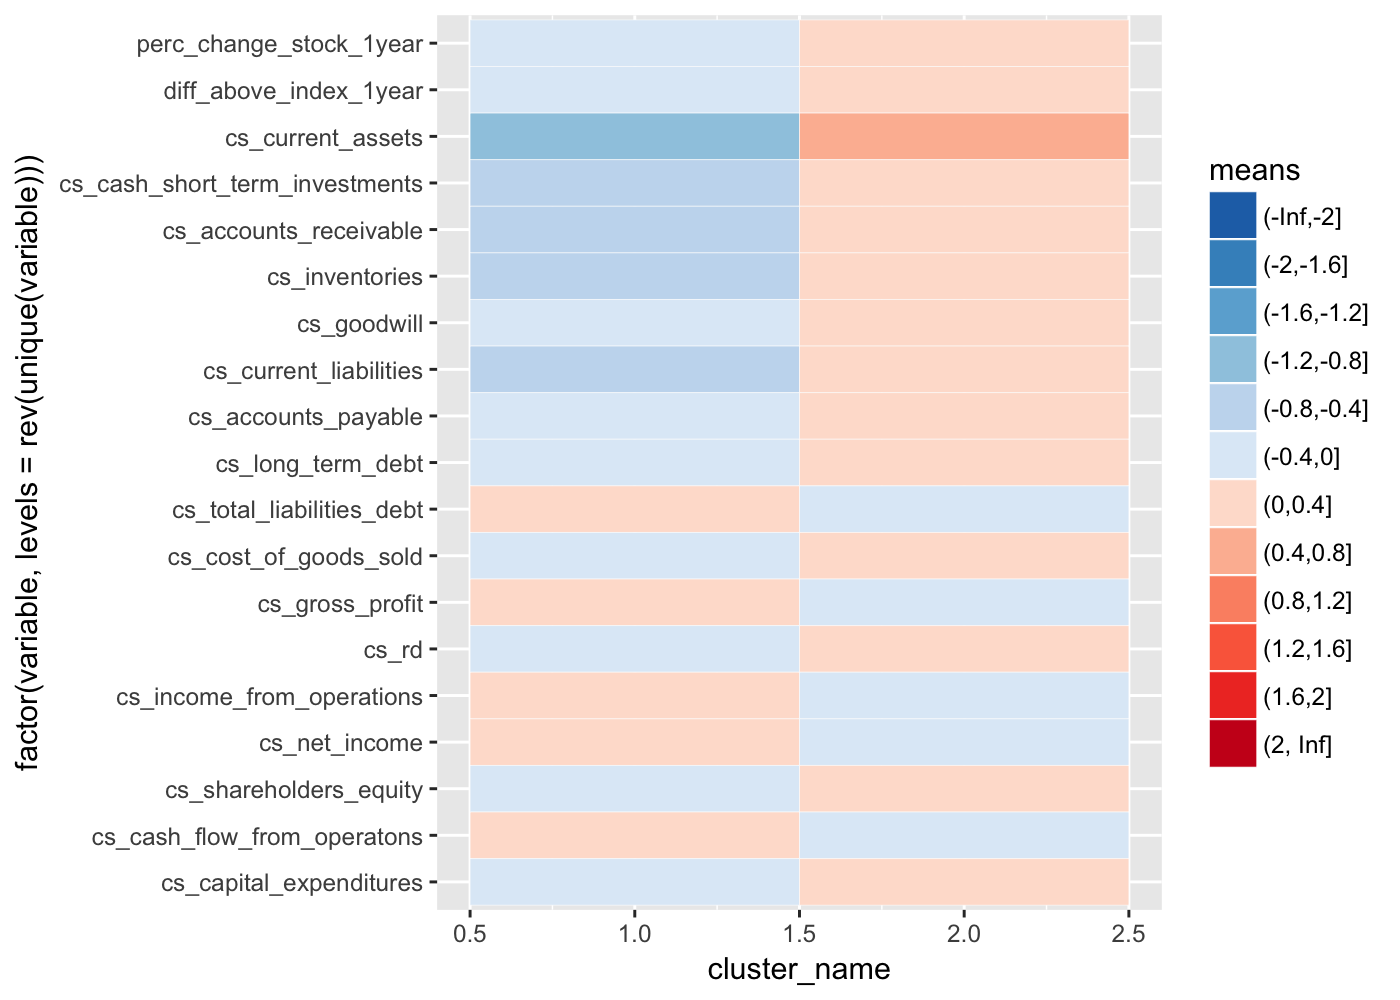 factor(variable, levels = rev(unique(variable)))
perc_change_stock_1year
diff_above_index_1year
cs_current_assets
cs_cash_short_term_investments
cs_accounts_receivable
cs_inventories
cs_goodwill
cs_current_liabilities
cs_accounts_payable
cs_long_term_debt
cs_total_liabilities_debt
cs_cost_of_goods_sold
cs_gross_profit
cs_rd
cs_income_from_operations
cs_net_income
cs_shareholders_equity
cs_cash_flow_from_operatons
cs_capital_expenditures
0.5 1.0 1.5 2.0 2.5
cluster_name
means
(-Inf,-2]
(-2,-1.6]
(-1.6,-1.2]
(-1.2,-0.8]
(-0.8,-0.4]
(-0.4,0]
(0,0.4]
(0.4,0.8]
(0.8,1.2]
(1.2,1.6]
(1.6,2]
(2, Inf]